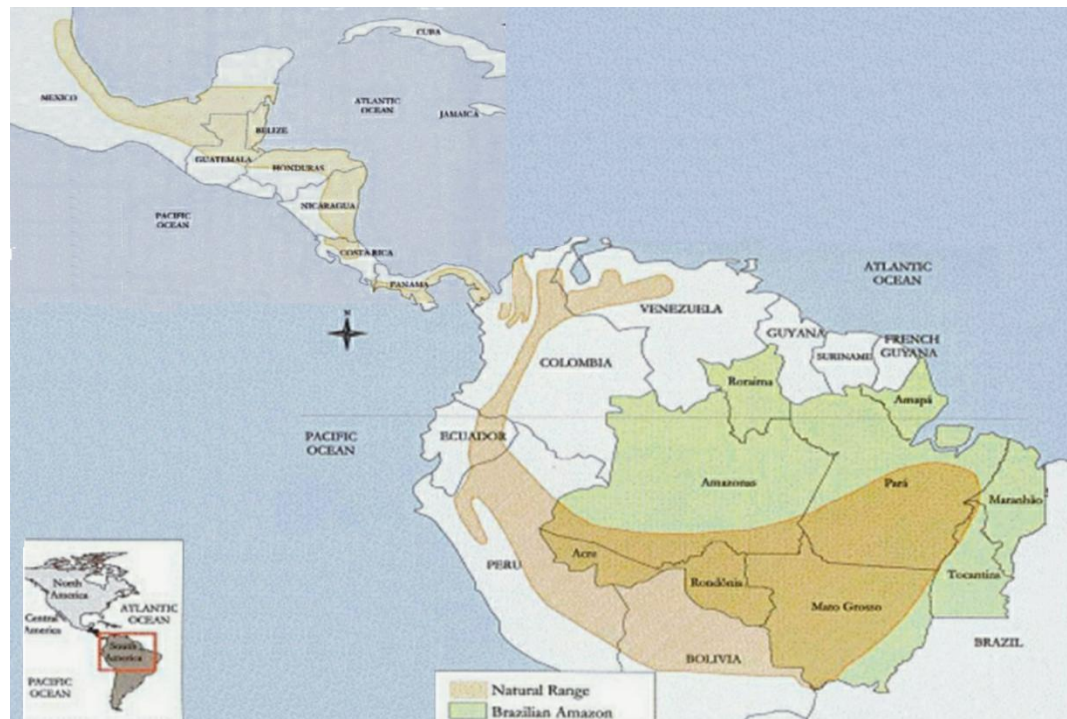 CUBA
MEXICO
ATLANTIC
OCEAN
JAMAICA
BELIZE
GUATEMALA
HONDURAS
NICARAGUA
PACIFIC
OCEAN
COSTA RICA
PANAMA
N
ATLANTIC
OCEAN
VENEZUELA
GUYANA
FRENCH
GUYANA
SURINAME
COLOMBIA
Roraima
Amapá
PACIFIC
OCEAN
ECUADOR
Amazonas
Pará
Maranhão
PERU
Acre
Rondônia
Tocantins
Mato Grosso
BRAZIL
BOLIVIA
North
America
ATLANTIC
OCEAN
Central
America
South
America
PACIFIC
OCEAN
Natural Range
Brazilian Amazon